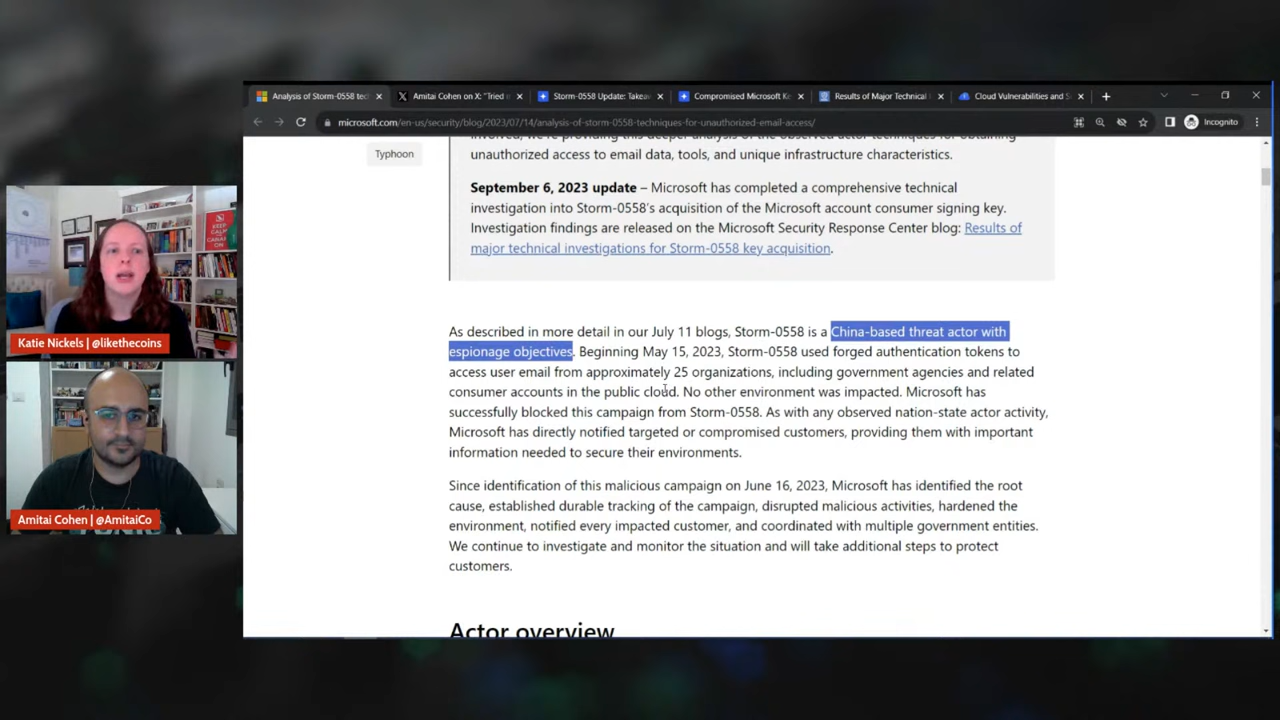 Analysis of Storm-0558 tec
Amitai Cohen on X: "Tried n
Storm-0558 Update: Takea
Compromised Microsoft Ke
Results of Major Technical
Cloud Vulnerabilities and S
microsoft.com/en-us/security/blog/2023/07/14/analysis-of-storm-0558-techniques-for-unauthorized-email-access/
Incognito
Typhoon
involved, we're providing this deeper analysis of the observed actor techniques for obtaining
unauthorized access to email data, tools, and unique infrastructure characteristics.
September 6, 2023 update – Microsoft has completed a comprehensive technical
investigation into Storm-0558's acquisition of the Microsoft account consumer signing key.
Investigation findings are released on the Microsoft Security Response Center blog: Results of
major technical investigations for Storm-0558 key acquisition.
As described in more detail in our July 11 blogs, Storm-0558 is a China-based threat actor with
espionage objectives. Beginning May 15, 2023, Storm-0558 used forged authentication tokens to
access user email from approximately 25 organizations, including government agencies and related
consumer accounts in the public cloud. No other environment was impacted. Microsoft has
successfully blocked this campaign from Storm-0558. As with any observed nation-state actor activity,
Microsoft has directly notified targeted or compromised customers, providing them with important
information needed to secure their environments.
Since identification of this malicious campaign on June 16, 2023, Microsoft has identified the root
cause, established durable tracking of the campaign, disrupted malicious activities, hardened the
environment, notified every impacted customer, and coordinated with multiple government entities.
We continue to investigate and monitor the situation and will take additional steps to protect
customers.
Actor overview
KEEP
CALM
Katie Nickels | @likethecoins
Amitai Cohen | @AmitaiCo